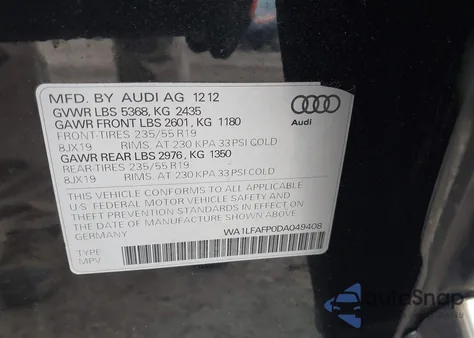 MFD. BY AUDI AG 12 12
GVWR LBS 5368, KG 2435
GAWR FRONT LBS 2601, KG 1180
FRONT-TIRES 235/55 R19
8JX19 RIMS, AT 230 KPA 33 PSI COLD
GAWR REAR LBS 2976, KG 1350
REAR-TIRES 235/55 R19
8JX19 RIMS, AT 230 KPA 33 PSI COLD
THIS VEHICLE CONFORMS TO ALL APPLICABLE
U.S. FEDERAL MOTOR VEHICLE SAFETY AND
THEFT PREVENTION STANDARDS IN EFFECT ON
THE DATE OF MANUFACTURE SHOWN ABOVE.
GERMANY WA1LFAFP0DA049408
TYPE
MPV
Audi
AutoSnap